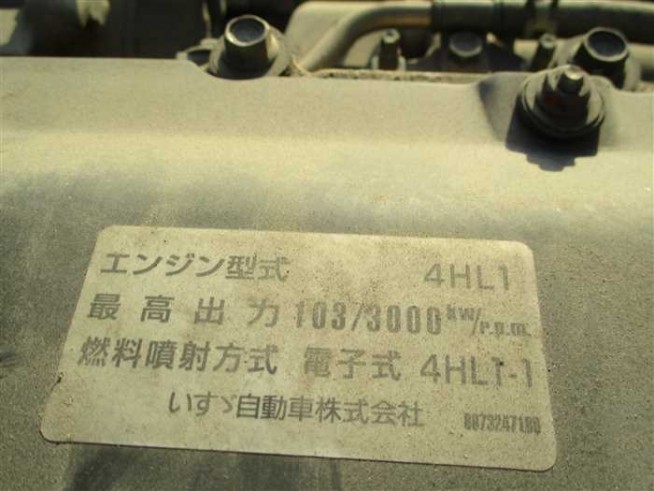 エンジン型式 4HL1
最高出力 103/3000 kW/r.p.m.
燃料噴射方式 電子式 4HL1-1
いすゞ自動車株式会社